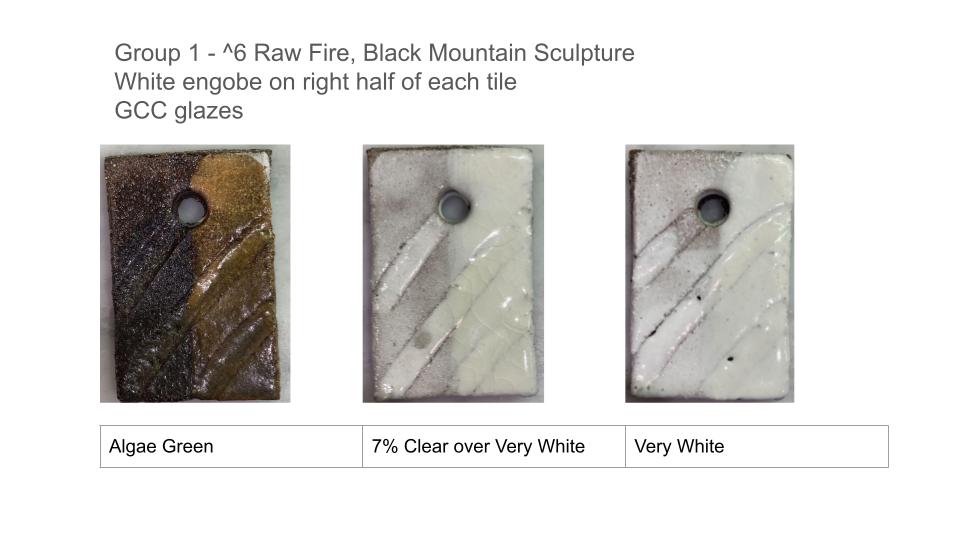 Group 1 - ^6 Raw Fire, Black Mountain Sculpture
White engobe on right half of each tile
GCC glazes
Algae Green
7% Clear over Very White
Very White